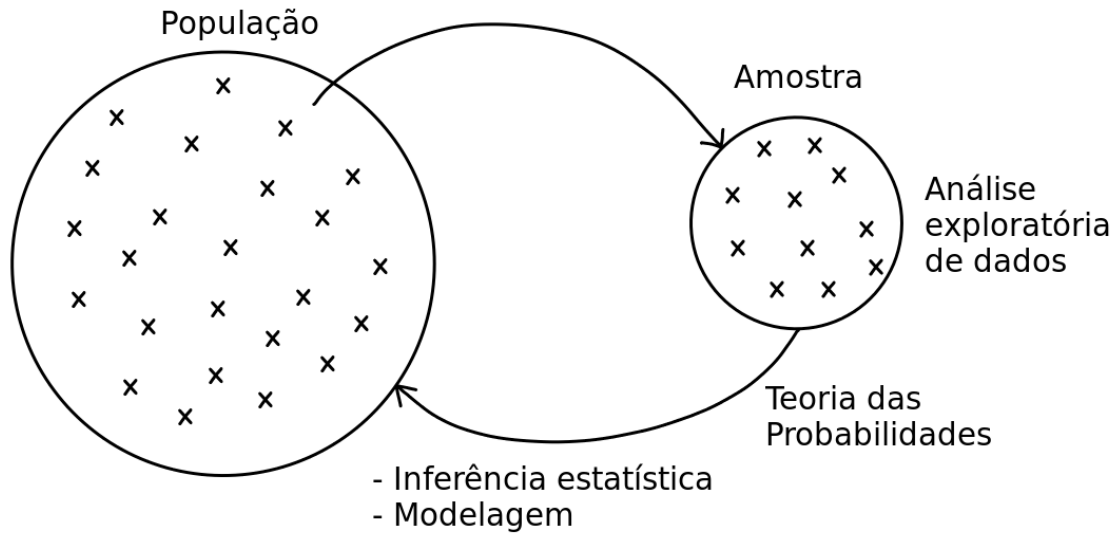 População
Amostra
Análise
exploratória
de dados
Teoria das
Probabilidades
- Inferência estatística
- Modelagem